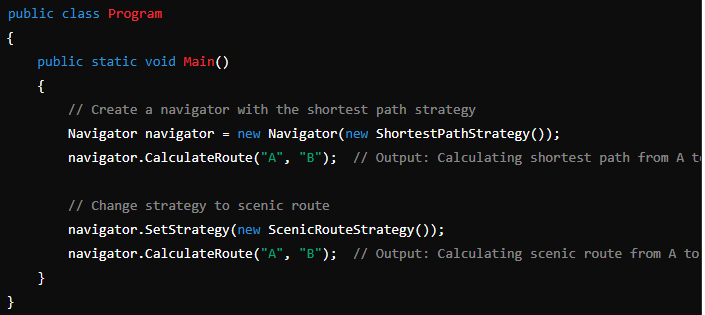 public class Program
{
    public static void Main()
    {
        // Create a navigator with the shortest path strategy
        Navigator navigator = new Navigator(new ShortestPathStrategy());
        navigator.CalculateRoute("A", "B");  // Output: Calculating shortest path from A to
        // Change strategy to scenic route
        navigator.SetStrategy(new ScenicRouteStrategy());
        navigator.CalculateRoute("A", "B");  // Output: Calculating scenic route from A to
    }
}